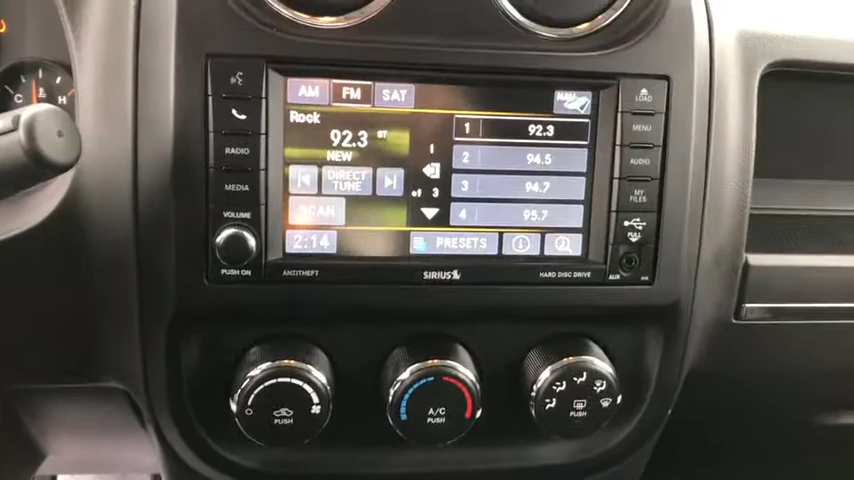 AM FM SAT
NAV
LOAD
RADIO
MEDIA
VOLUME
PUSH ON
Rock
92.3 ST
NEW
DIRECT
TUNE
SCAN
2:14
1
of
3
1 92.3
2 94.5
3 94.7
4 95.7
PRESETS
MENU
AUDIO
MY
FILES
PULL
AUX
ANTITHEFT
SIRIUS
HARD DISC DRIVE
H
PUSH
A/C
PUSH
PUSH